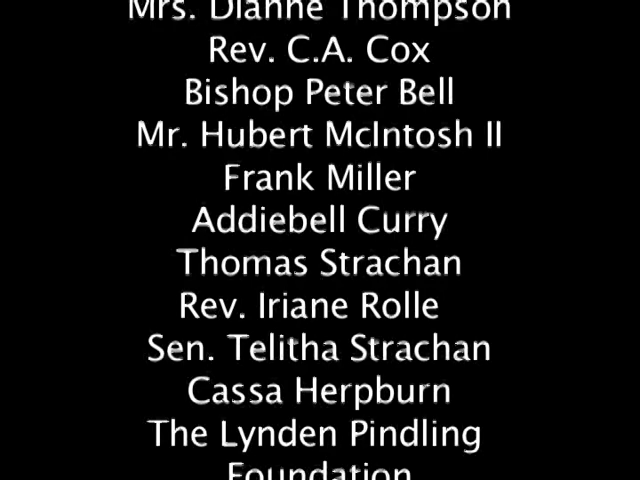 Mrs. Dianne Thompson
Rev. C.A. Cox
Bishop Peter Bell
Mr. Hubert McIntosh II
Frank Miller
Addiebell Curry
Thomas Strachan
Rev. Iriane Rolle
Sen. Telitha Strachan
Cassa Herpburn
The Lynden Pindling
Foundation